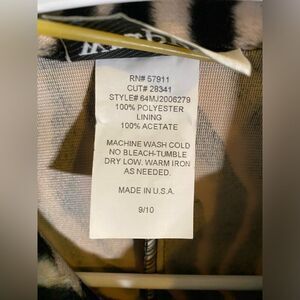 RN# 57911
CUT# 28341
STYLE# 64MJ2006279
100% POLYESTER
LINING
100% ACETATE
MACHINE WASH COLD
NO BLEACH-TUMBLE
DRY LOW, WARM IRON
AS NEEDED.
MADE IN U.S.A.
9/10